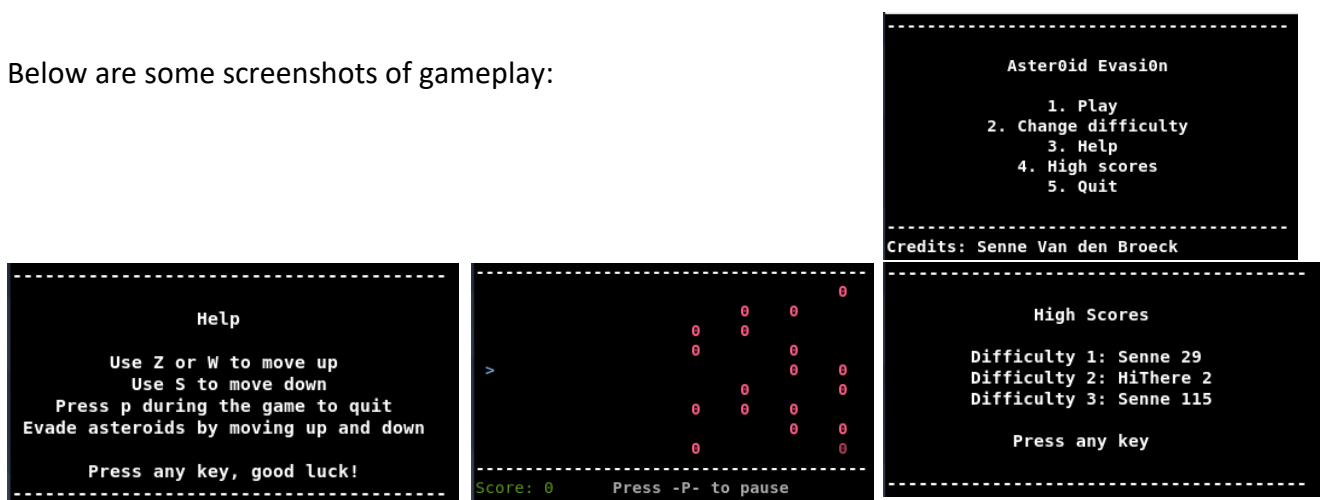 Below are some screenshots of gameplay:
----------------------------------------
Aster0id Evasi0n
1. Play
2. Change difficulty
3. Help
4. High scores
5. Quit
----------------------------------------
Credits: Senne Van den Broeck
----------------------------------------
Help
Use Z or W to move up
Use S to move down
Press p during the game to quit
Evade asteroids by moving up and down
Press any key, good luck!
----------------------------------------
----------------------------------------
0
0 0
0 0
0 0
> 0 0
0 0
0 0 0
0 0
0 0
----------------------------------------
Score: 0 Press -P- to pause
----------------------------------------
High Scores
Difficulty 1: Senne 29
Difficulty 2: HiThere 2
Difficulty 3: Senne 115
Press any key
----------------------------------------